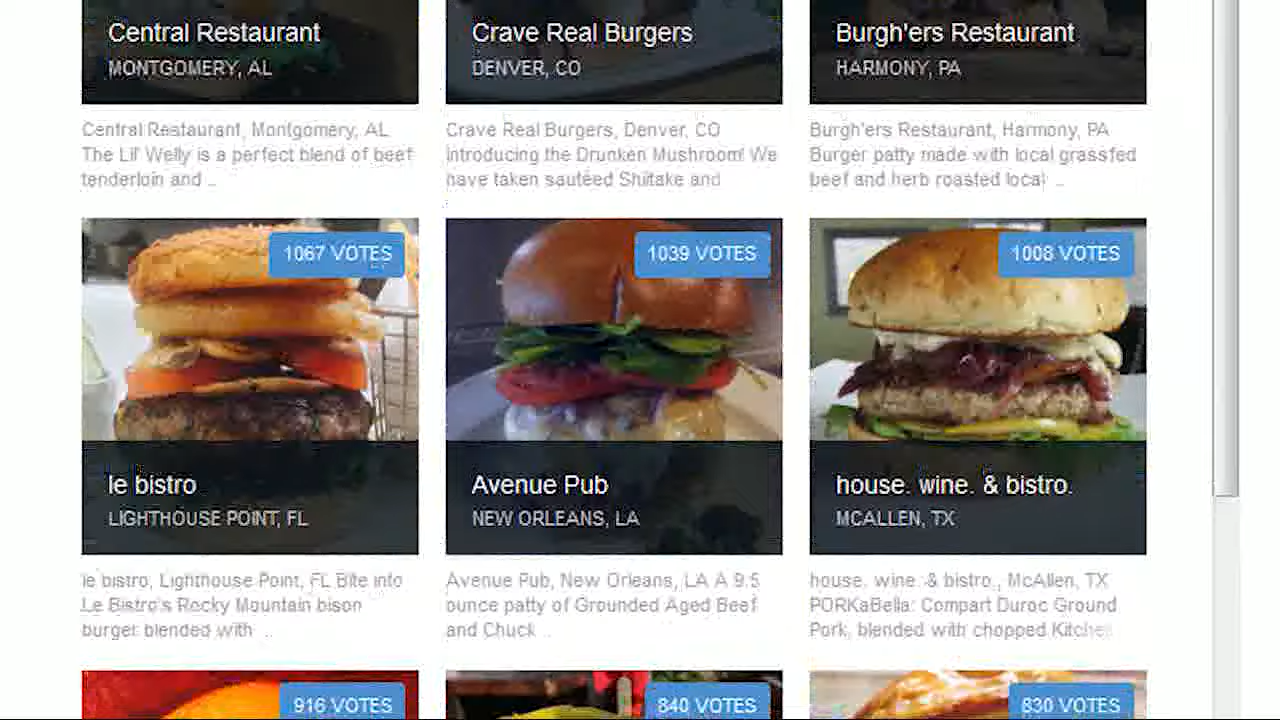 Central Restaurant
MONTGOMERY, AL
Crave Real Burgers
DENVER, CO
Burgh'ers Restaurant
HARMONY, PA
Central Restaurant, Montgomery, AL
The Lil' Welly is a perfect blend of beef
tenderloin and ...
Crave Real Burgers, Denver, CO
Introducing the Drunken Mushroom! We
have taken sautéed Shiitake and
Burgh'ers Restaurant, Harmony, PA
Burger patty made with local grassfed
beef and herb roasted local ...
1067 VOTES
le bistro
LIGHTHOUSE POINT, FL
1039 VOTES
Avenue Pub
NEW ORLEANS, LA
1008 VOTES
house. wine. & bistro.
MCALLEN, TX
le bistro, Lighthouse Point, FL Bite into
Le Bistro's Rocky Mountain bison
burger blended with ...
Avenue Pub, New Orleans, LA A 9.5
ounce patty of Grounded Aged Beef
and Chuck ...
house. wine. & bistro., McAllen, TX
PORKaBella: Compart Duroc Ground
Pork, blended with chopped Kitchen
916 VOTES
840 VOTES
830 VOTES